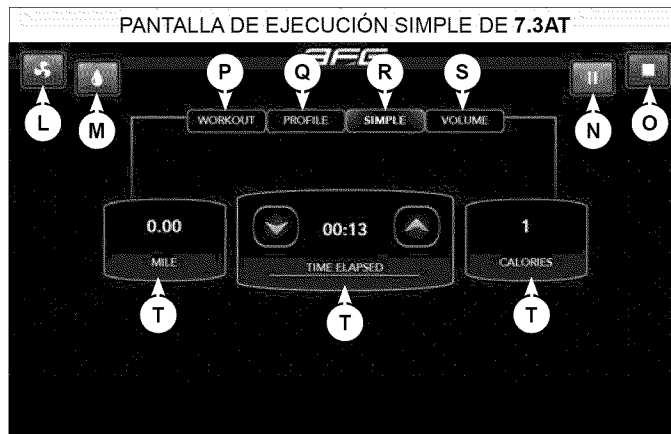 PANTALLA DE EJECUCIÓN SIMPLE DE 7.3AT
AFG
P Q R S
L M N O
WORKOUT PROFILE SIMPLE VOLUME
0.00 00:13 1
MILE TIME ELAPSED CALORIES
T T T